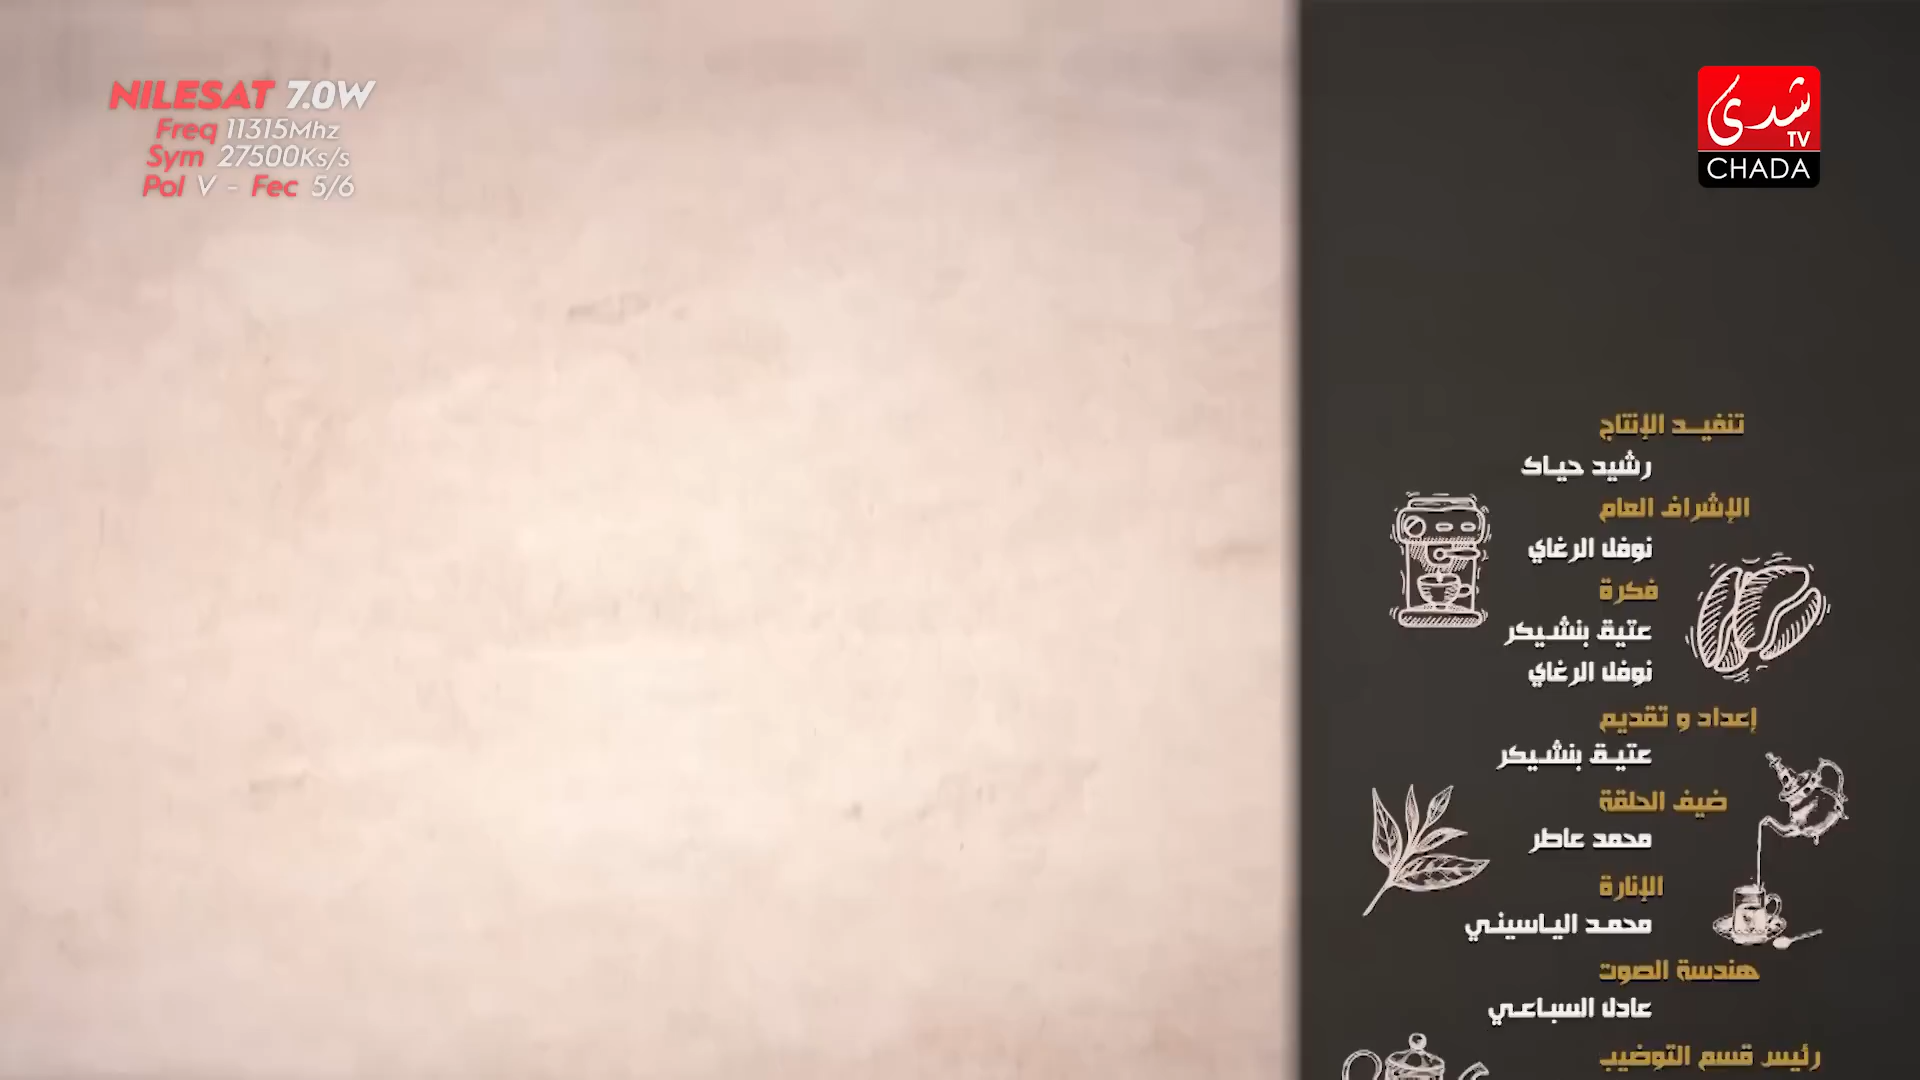 NILESAT 7.0W
Freq 11315Mhz
Sym 27500Ks/s
Pol V - Fec 5/6
شدى
TV
CHADA
تنفيـذ الإنتاج
رشيد حياك
الإشراف العام
نوفل الرغاي
فكرة
عتيق بنشيكر
نوفل الرغاي
إعداد و تقديم
عتيق بنشيكر
ضيف الحلقة
محمد عاطر
الإنارة
محمد الياسيني
هندسة الصوت
عادل السباعي
رئيس قسم التوضيب